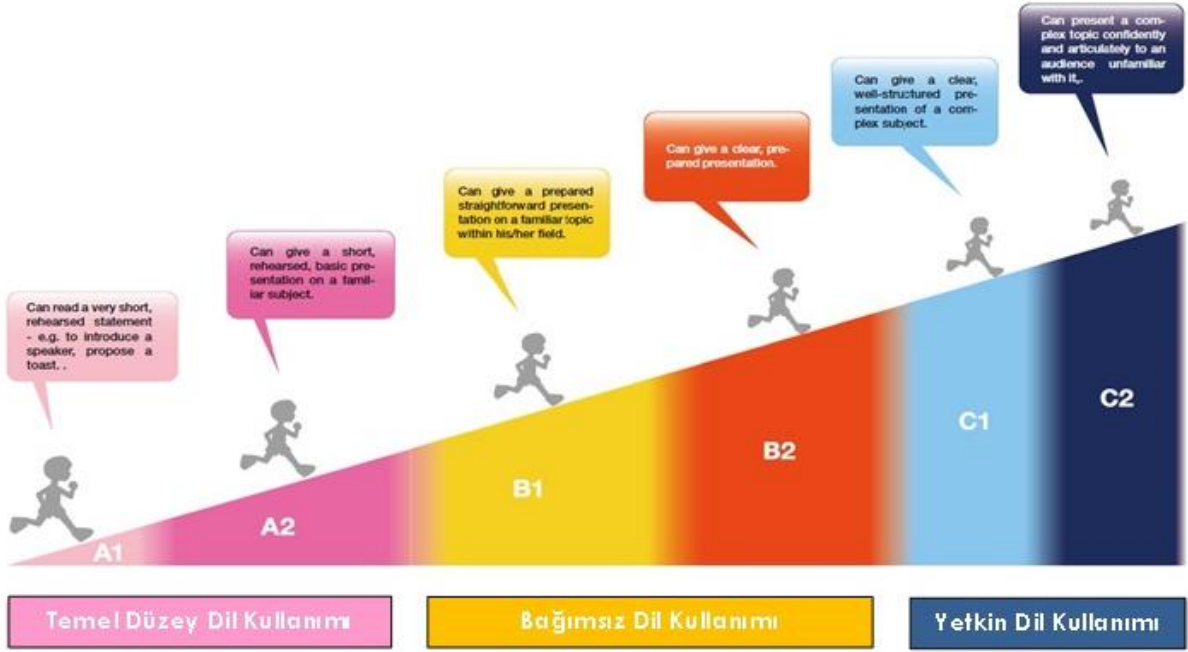 Can read a very short,
rehearsed statement
- e.g. to introduce a
speaker, propose a
toast. .
Can give a short,
rehearsed, basic pre-
sentation on a famil-
iar subject.
Can give a prepared
straightforward presen-
tation on a familiar topic
within his/her field.
Can give a clear, pre-
pared presentation.
Can give a clear,
well-structured pre-
sentation of a com-
plex subject.
Can present a com-
plex topic confidently
and articulately to an
audience unfamiliar
with it,.
A1
A2
B1
B2
C1
C2
Temel Düzey Dil Kullanımı
Bağımsız Dil Kullanımı
Yetkin Dil Kullanımı